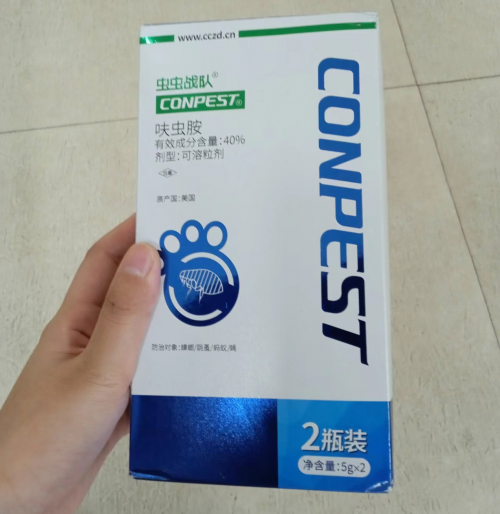 www.cczd.cn
虫虫战队®
CONPEST®
呋虫胺
有效成分含量:40%
剂型:可溶粒剂
原产国:美国
防治对象:蜚蠊/跳蚤/蚂蚁/蝇
2瓶装
净含量:5g×2
CONPEST